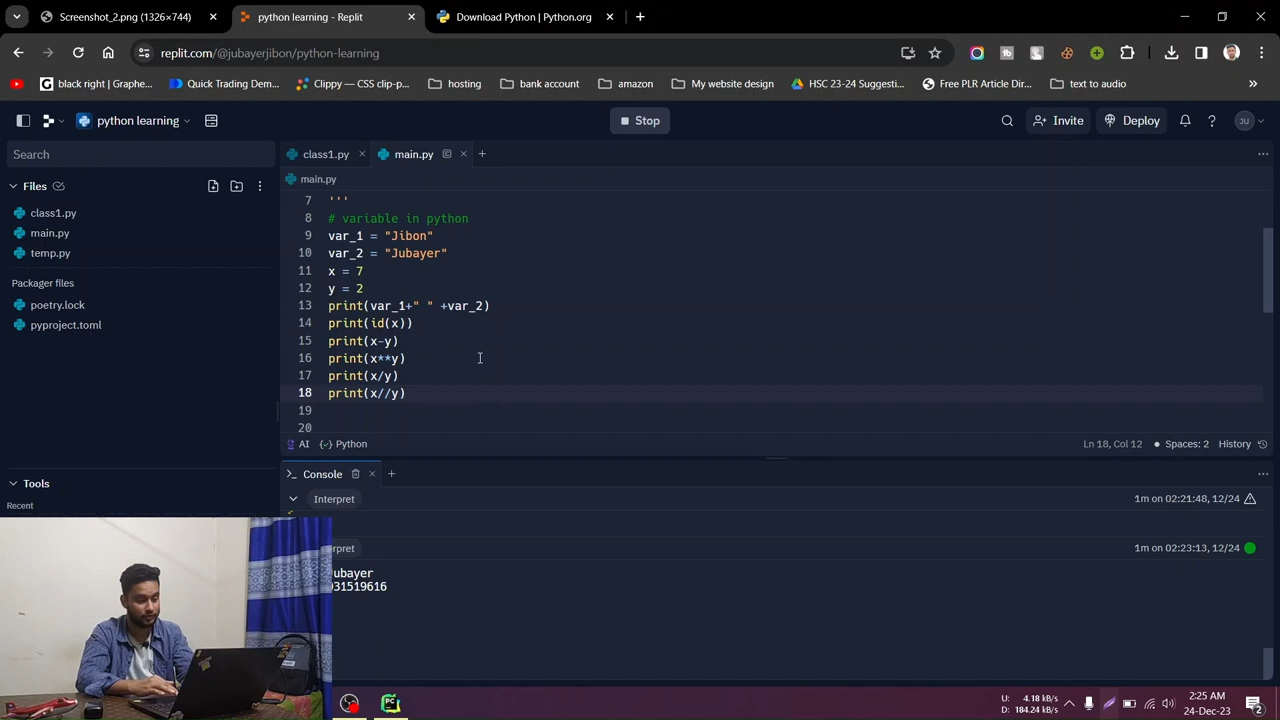 Screenshot_2.png (1326×744)
python learning - Replit
Download Python | Python.org
replit.com/@jubayerjibon/python-learning
black right | Graphe...
Quick Trading Dem...
Clippy — CSS clip-p...
hosting
bank account
amazon
My website design
HSC 23-24 Suggesti...
Free PLR Article Dir...
text to audio
python learning
Stop
Invite
Deploy
JU
Search
class1.py
main.py
main.py
Files
class1.py
main.py
temp.py
Packager files
poetry.lock
pyproject.toml
Tools
Recent
7 '''
8 # variable in python
9 var_1 = "Jibon"
10 var_2 = "Jubayer"
11 x = 7
12 y = 2
13 print(var_1+" " +var_2)
14 print(id(x))
15 print(x-y)
16 print(x**y)
17 print(x/y)
18 print(x//y)
19
20
AI Python
Ln 18, Col 12
Spaces: 2 History
Console
Interpret
1m on 02:21:48, 12/24
rpret
1m on 02:23:13, 12/24
ubayer
931519616
U: 4.18 kB/s
D: 184.24 kB/s
2:25 AM
24-Dec-23
2